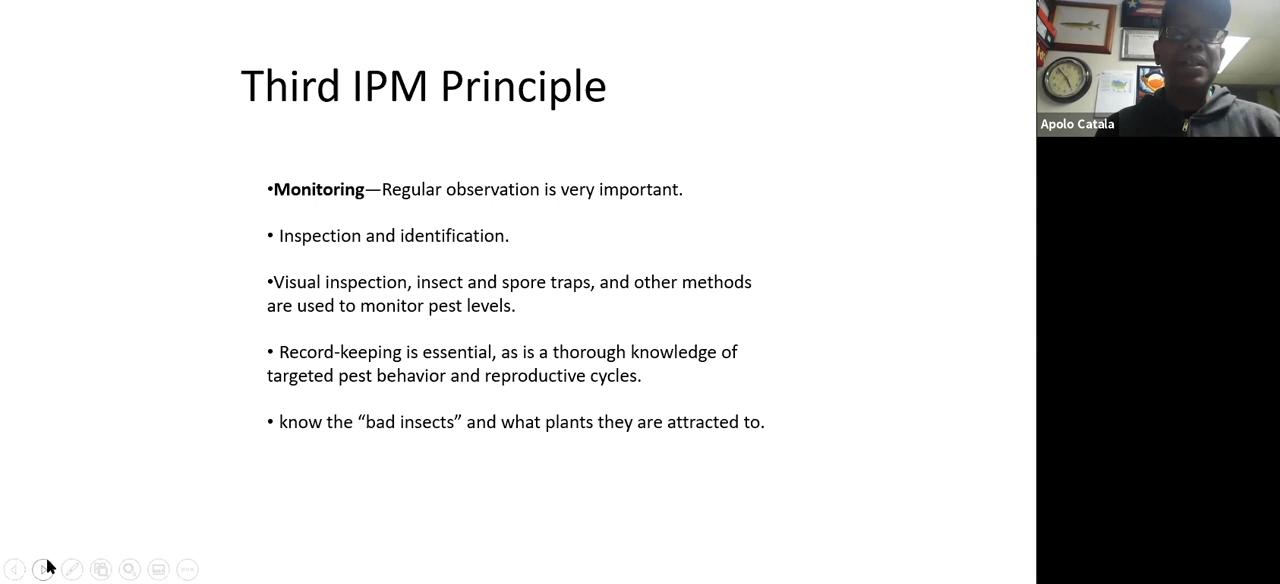 Third IPM Principle
•Monitoring—Regular observation is very important.
• Inspection and identification.
•Visual inspection, insect and spore traps, and other methods
are used to monitor pest levels.
• Record-keeping is essential, as is a thorough knowledge of
targeted pest behavior and reproductive cycles.
• know the “bad insects” and what plants they are attracted to.
Apolo Catala